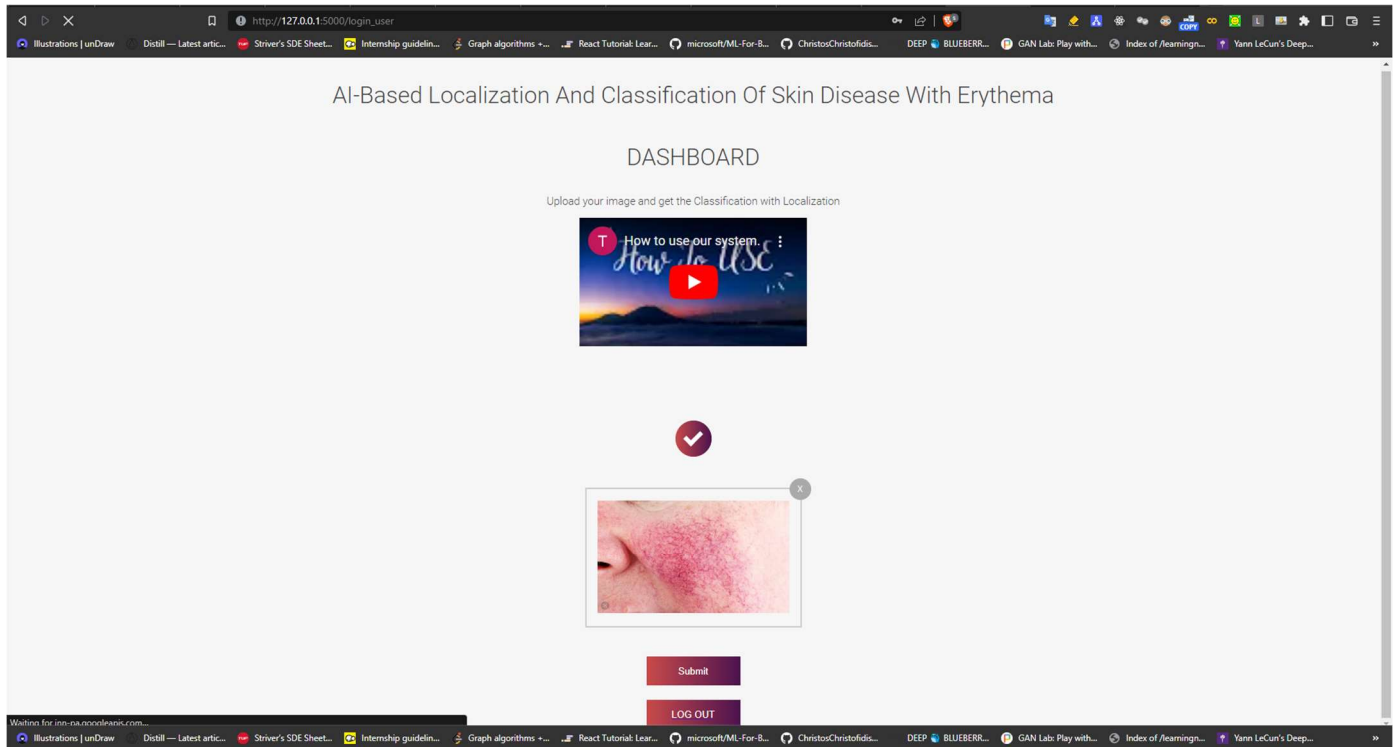 http://127.0.0.1:5000/login_user
Illustrations | unDraw Distill — Latest artic... Striver's SDE Sheet... Internship guidelin... Graph algorithms +... React Tutorial: Lear... microsoft/ML-For-B... ChristosChristofidis... DEEP BLUEBERR... GAN Lab: Play with... Index of /learningn... Yann LeCun's Deep... »
COPY
AI-Based Localization And Classification Of Skin Disease With Erythema
DASHBOARD
Upload your image and get the Classification with Localization
T How to use our system.
How To USE
X
Submit
LOG OUT
Waiting for jnn-pa.googleapis.com...
Illustrations | unDraw Distill — Latest artic... Striver's SDE Sheet... Internship guidelin... Graph algorithms +... React Tutorial: Lear... microsoft/ML-For-B... ChristosChristofidis... DEEP BLUEBERR... GAN Lab: Play with... Index of /learningn... Yann LeCun's Deep... »